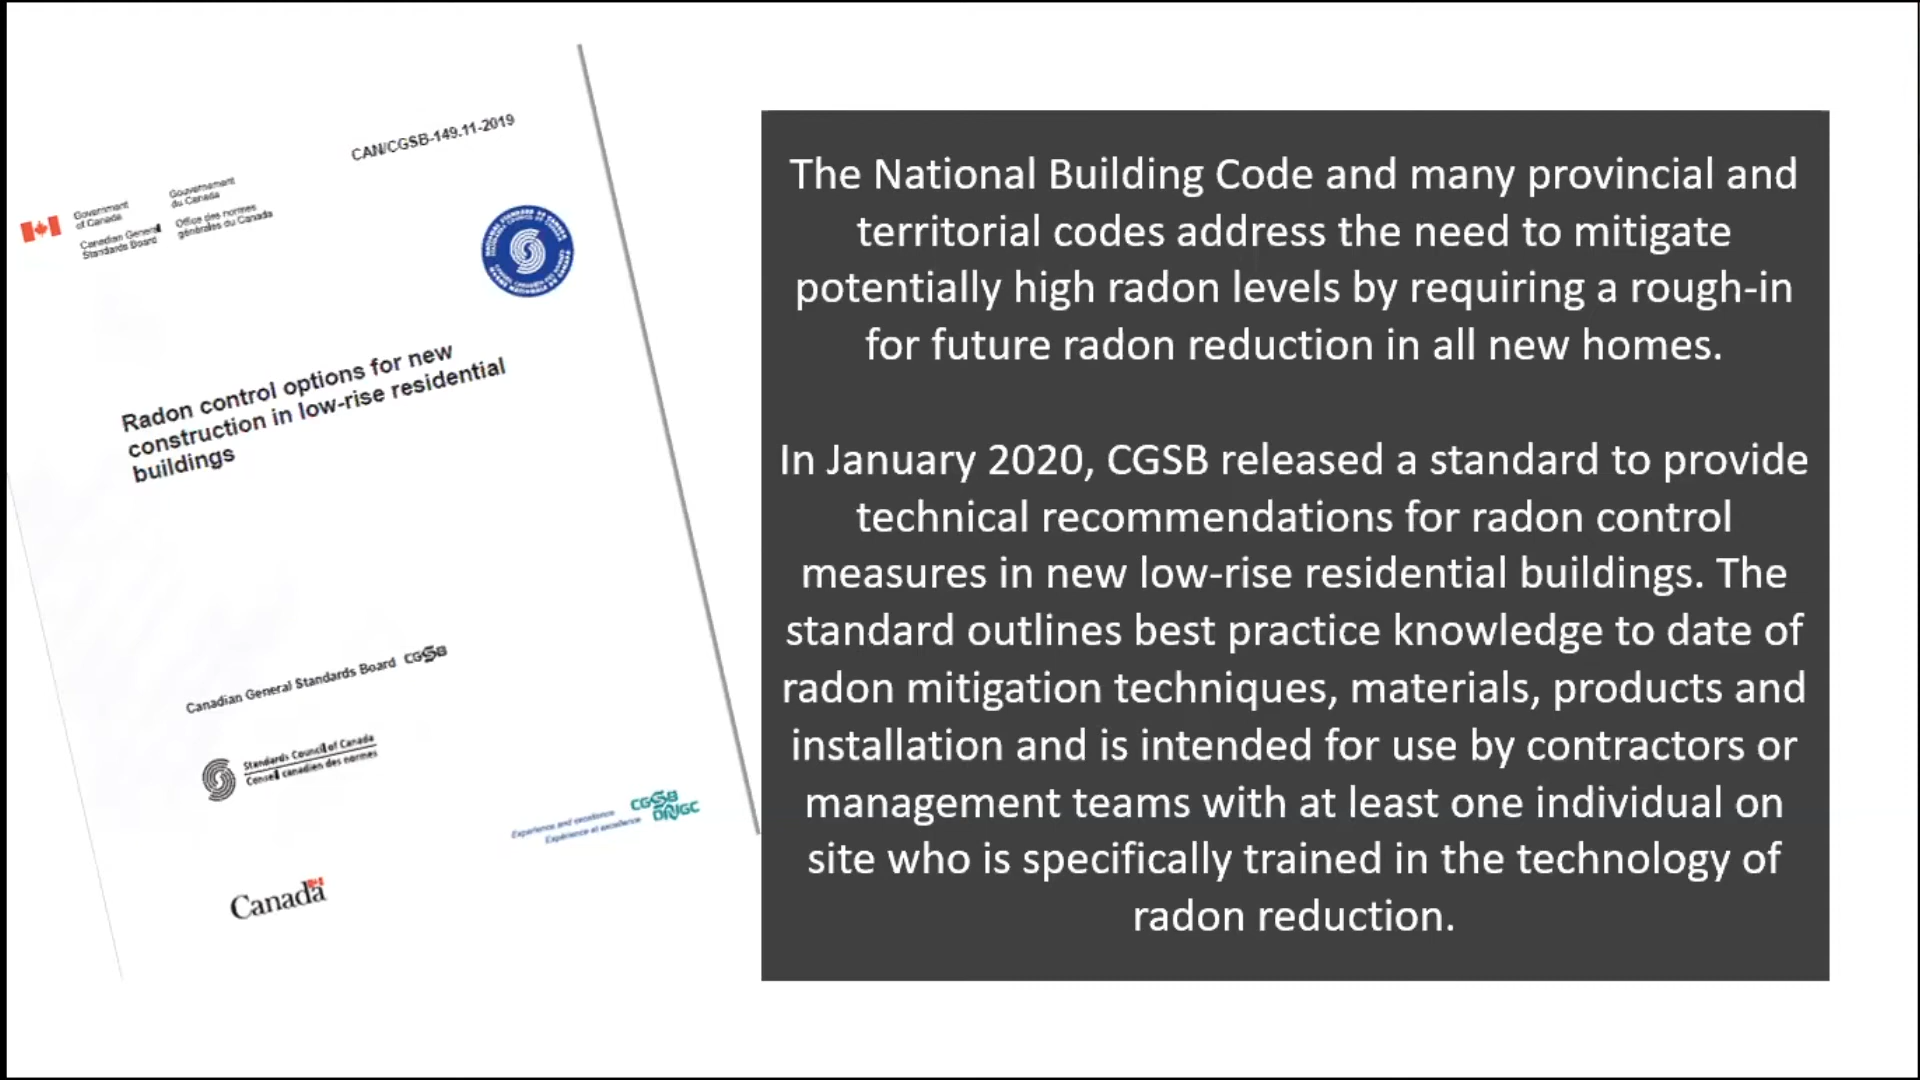 CAN/CGSB-149.11-2019
Government
of Canada
Gouvernement
du Canada
Canadian General
Standards Board
Office des normes
générales du Canada
Radon control options for new
construction in low-rise residential
buildings
Canadian General Standards Board CGSB
Standards Council of Canada
Conseil canadien des normes
Experience and excellence
Expérience et excellence
CGSB
ONGC
Canada
The National Building Code and many provincial and
territorial codes address the need to mitigate
potentially high radon levels by requiring a rough-in
for future radon reduction in all new homes.
In January 2020, CGSB released a standard to provide
technical recommendations for radon control
measures in new low-rise residential buildings. The
standard outlines best practice knowledge to date of
radon mitigation techniques, materials, products and
installation and is intended for use by contractors or
management teams with at least one individual on
site who is specifically trained in the technology of
radon reduction.